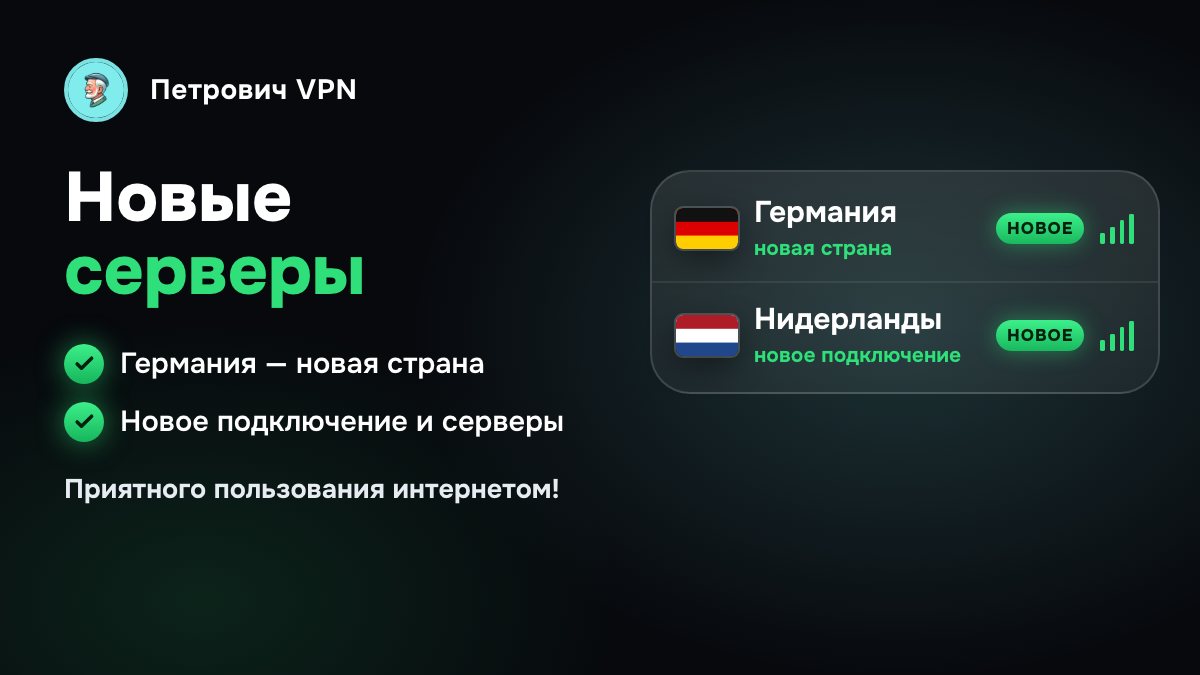 Петрович VPN
Новые
серверы
Германия — новая страна
Новое подключение и серверы
Приятного пользования интернетом!
Германия
новая страна
НОВОЕ
Нидерланды
новое подключение
НОВОЕ